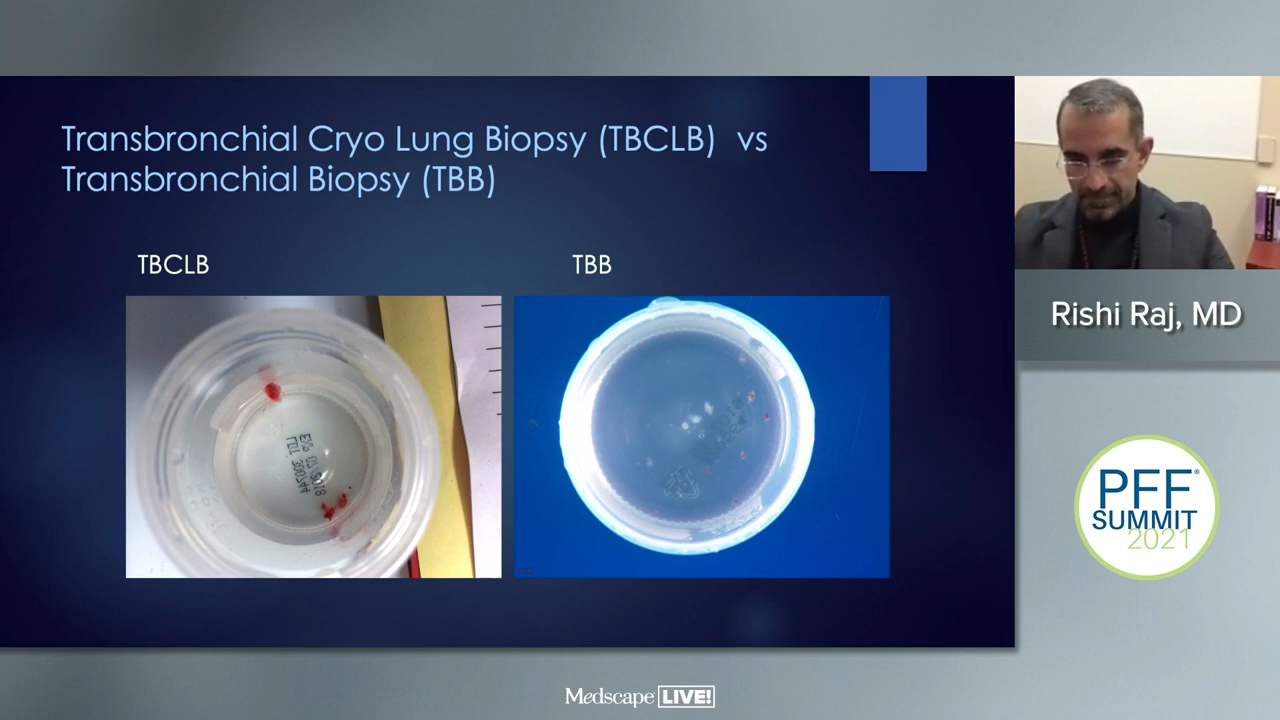 Transbronchial Cryo Lung Biopsy (TBCLB) vs
Transbronchial Biopsy (TBB)
TBCLB
TBB
Rishi Raj, MD
PFF®
SUMMIT
2021
Medscape LIVE!